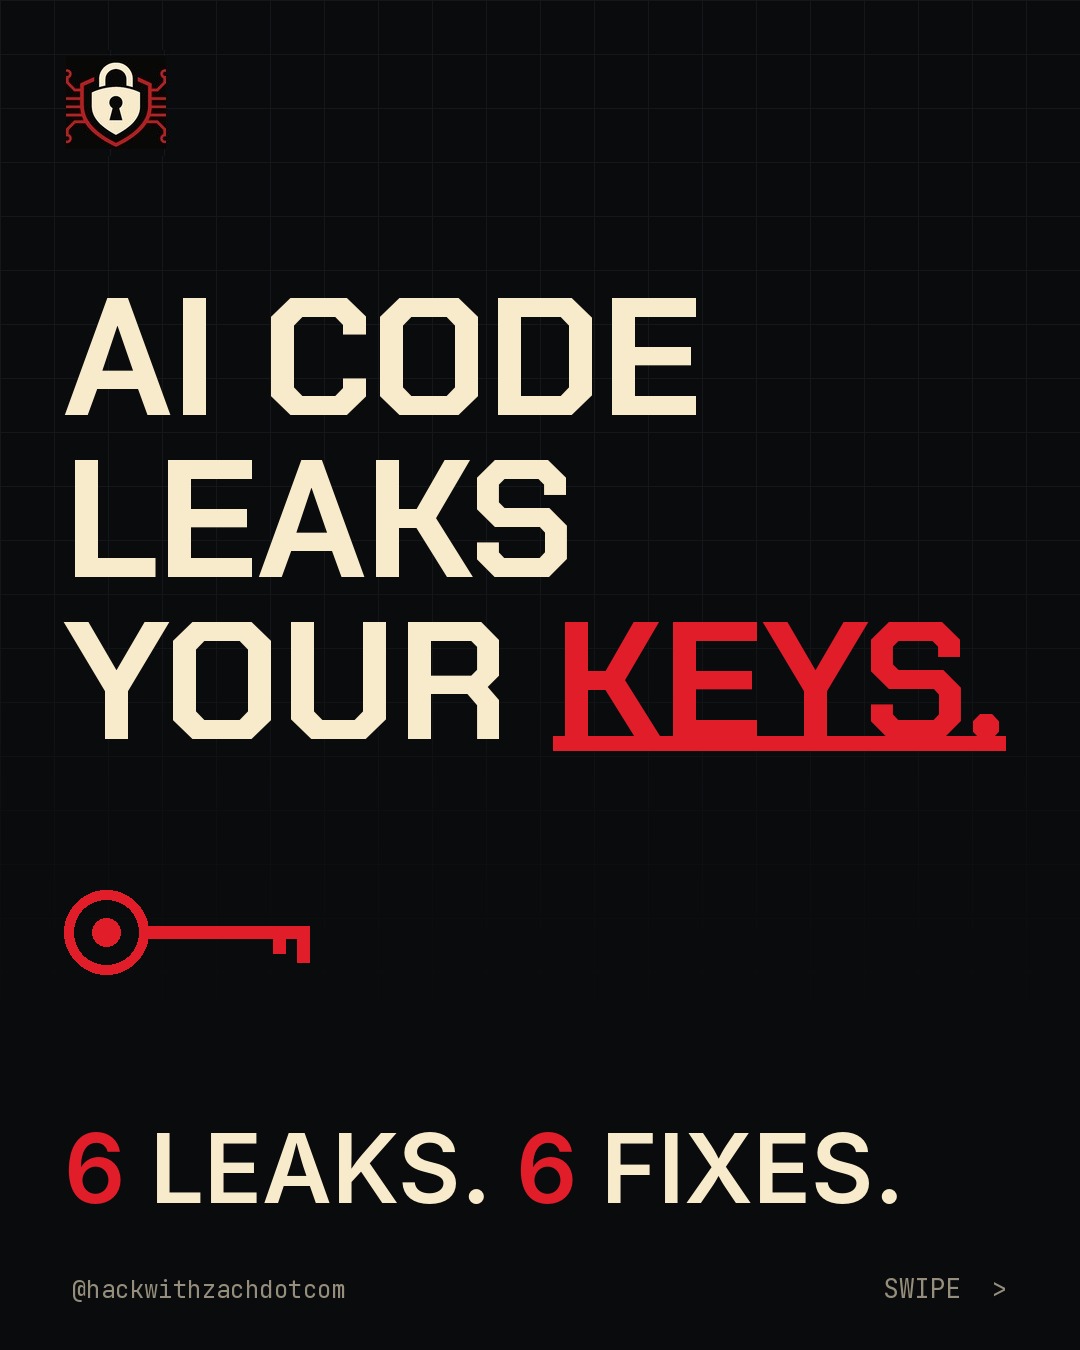 AI CODE
LEAKS
YOUR KEYS.
6 LEAKS. 6 FIXES.
@hackwithzachdotcom
SWIPE >